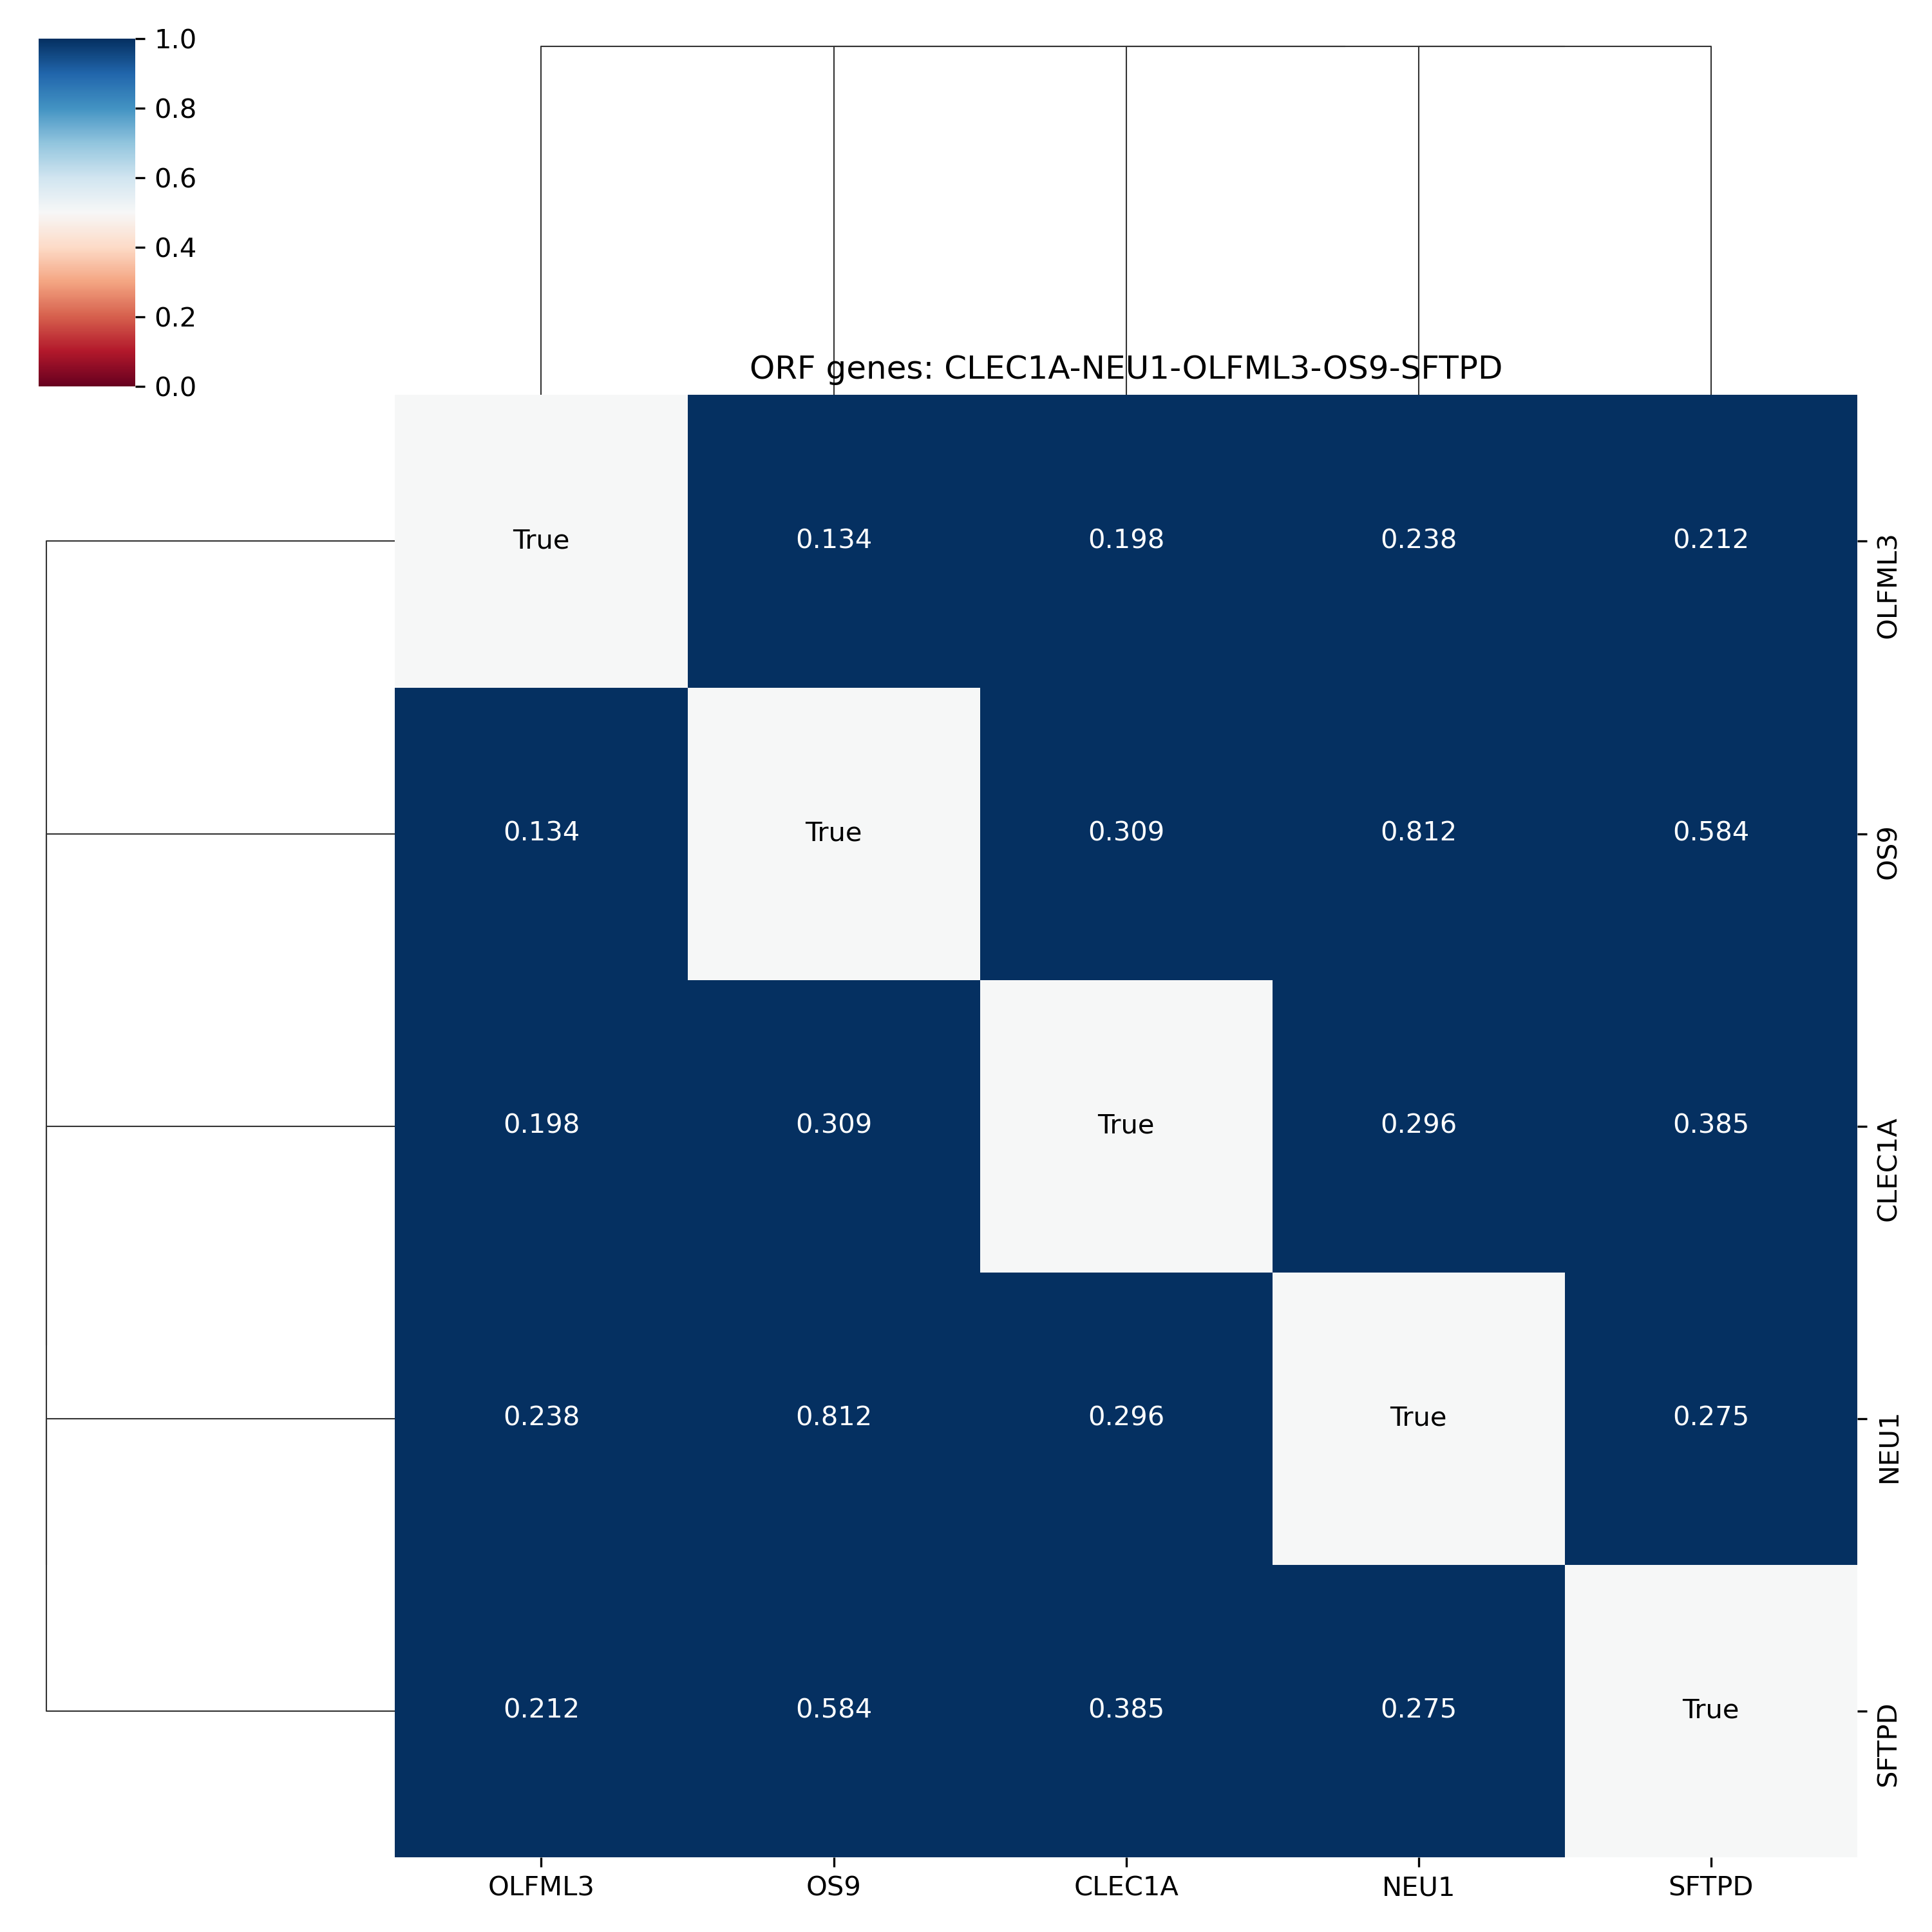 1.0
0.8
0.6
0.4
0.2
0.0
ORF genes: CLEC1A-NEU1-OLFML3-OS9-SFTPD
True 0.134 0.198 0.238 0.212 OLFML3
0.134 True 0.309 0.812 0.584 OS9
0.198 0.309 True 0.296 0.385 CLEC1A
0.238 0.812 0.296 True 0.275 NEU1
0.212 0.584 0.385 0.275 True SFTPD
OLFML3 OS9 CLEC1A NEU1 SFTPD